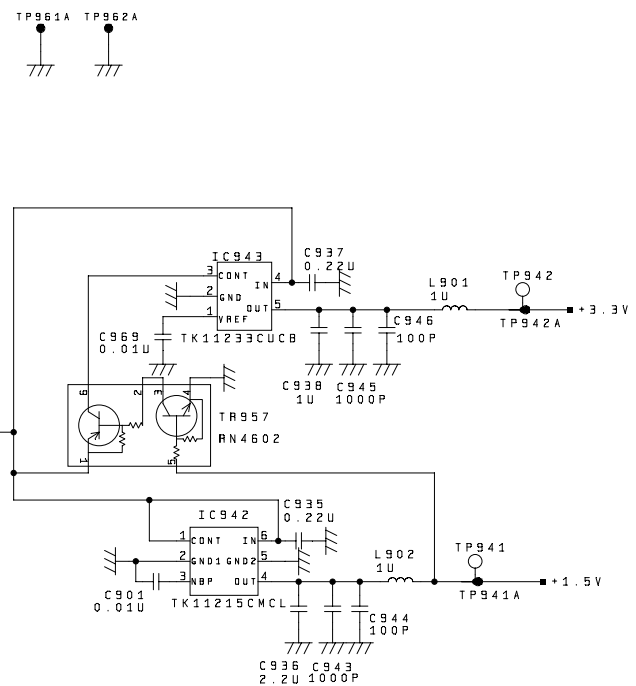 TP961A TP962A
IC943
C937
0.22U
3 CONT
IN 4
2 GND
OUT 5
1 VREF
TK11233CUCB
L901
1U
TP942
+3.3V
TP942A
C946
100P
C969
0.01U
C938
1U
C945
1000P
6 2 3 4
TR957
RN4602
1 5
IC942
C935
0.22U
1 CONT IN 6
2 GND1 GND2 5
3 NBP OUT 4
TK11215CMCL
C901
0.01U
L902
1U
TP941
+1.5V
TP941A
C944
100P
C936
2.2U
C943
1000P